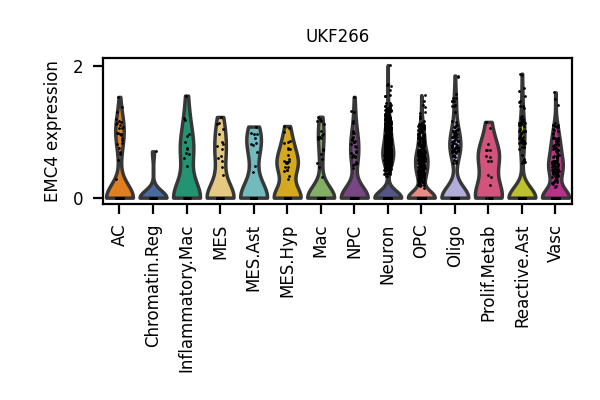 UKF266
EMC4 expression
2
0
AC
Chromatin.Reg
Inflammatory.Mac
MES
MES.Ast
MES.Hyp
Mac
NPC
Neuron
OPC
Oligo
Prolif.Metab
Reactive.Ast
Vasc